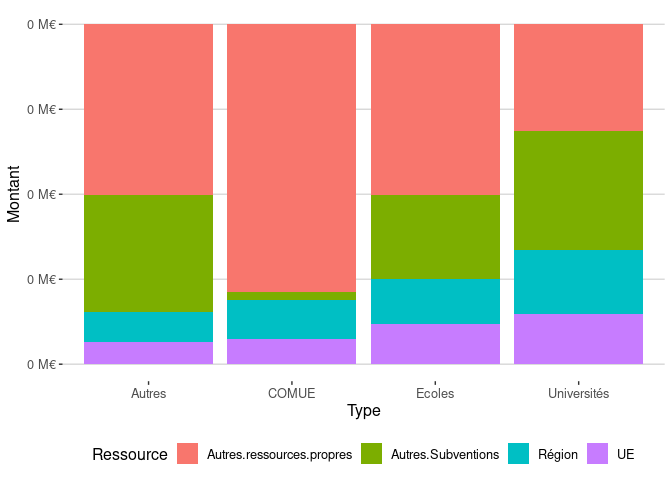 0 M€
0 M€
0 M€
0 M€
0 M€
Montant
Autres COMUE Ecoles Universités
Type
Ressource Autres.ressources.propres Autres.Subventions Région UE